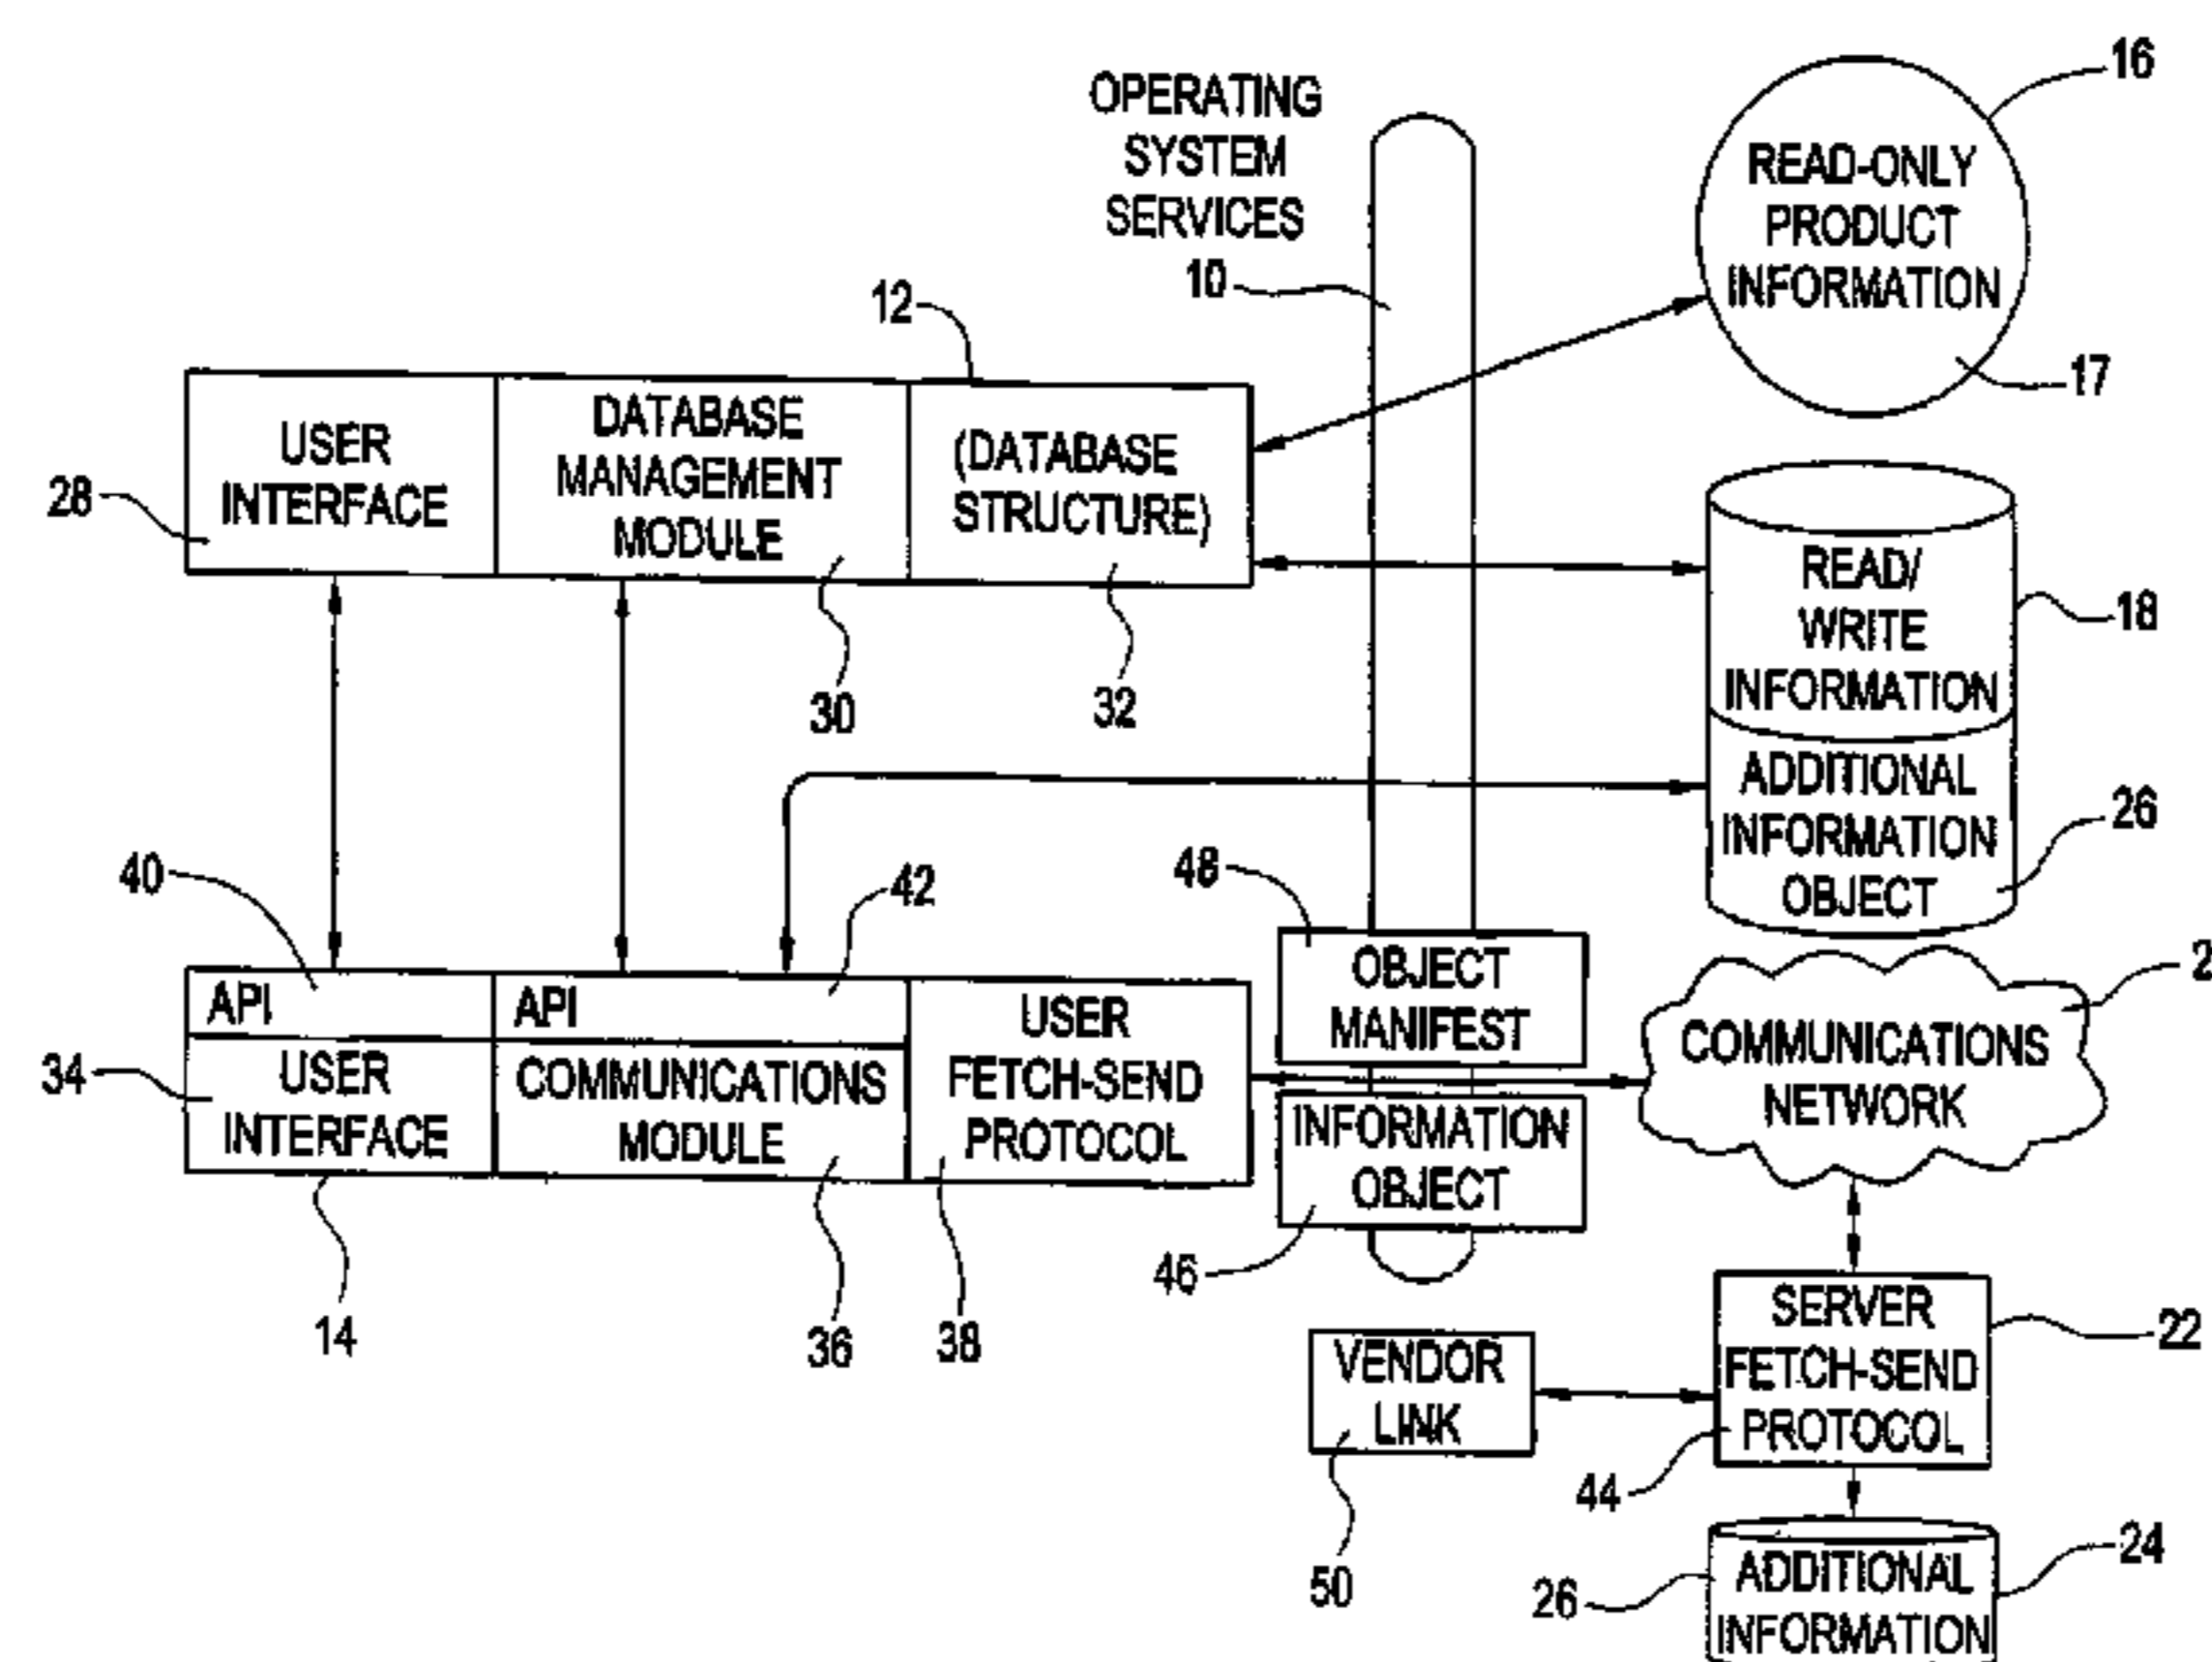 OPERATING
SYSTEM
SERVICES
10
16
READ-ONLY
PRODUCT
INFORMATION
17
12
USER
INTERFACE
28
DATABASE
MANAGEMENT
MODULE
30
(DATABASE
STRUCTURE)
32
READ/
WRITE
INFORMATION
18
ADDITIONAL
INFORMATION
OBJECT
26
40
API
42
API
34
USER
INTERFACE
14
COMMUNICATIONS
MODULE
36
USER
FETCH-SEND
PROTOCOL
38
48
OBJECT
MANIFEST
INFORMATION
OBJECT
46
COMMUNICATIONS
NETWORK
SERVER
FETCH-SEND
PROTOCOL
22
44
VENDOR
LINK
50
ADDITIONAL
INFORMATION
24
26